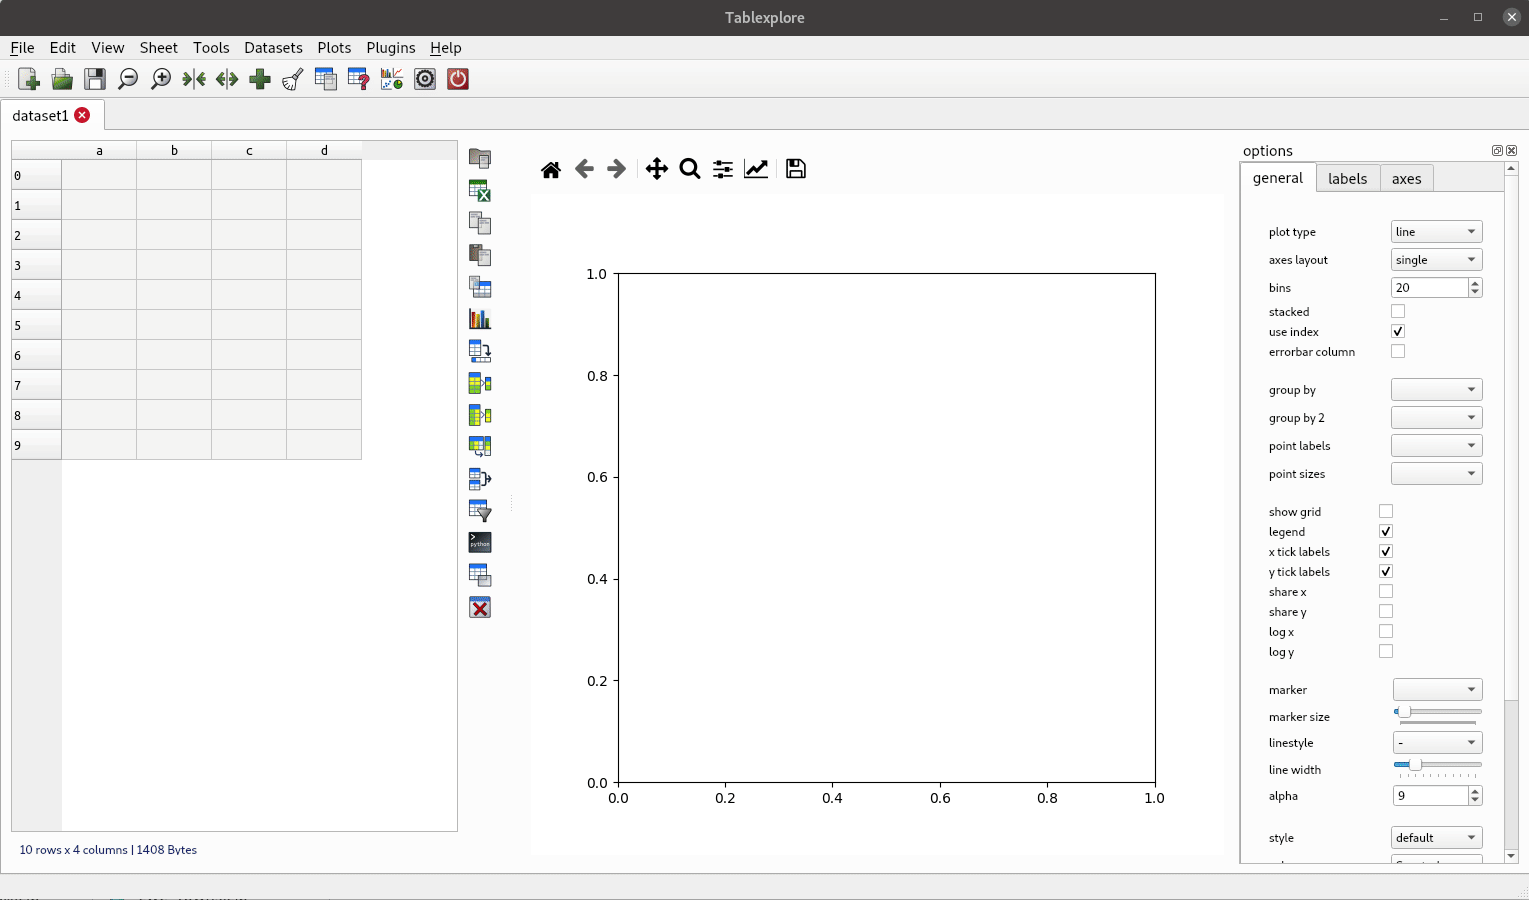 Tablexplore
File Edit View Sheet Tools Datasets Plots Plugins Help
dataset1
a b c d
0
1
2
3
4
5
6
7
8
9
10 rows x 4 columns | 1408 Bytes
python
1.0
0.8
0.6
0.4
0.2
0.0
0.0 0.2 0.4 0.6 0.8 1.0
options
general labels axes
plot type line
axes layout single
bins 20
stacked
use index
errorbar column
group by
group by 2
point labels
point sizes
show grid
legend
x tick labels
y tick labels
share x
share y
log x
log y
marker
marker size
linestyle -
line width
alpha 9
style default